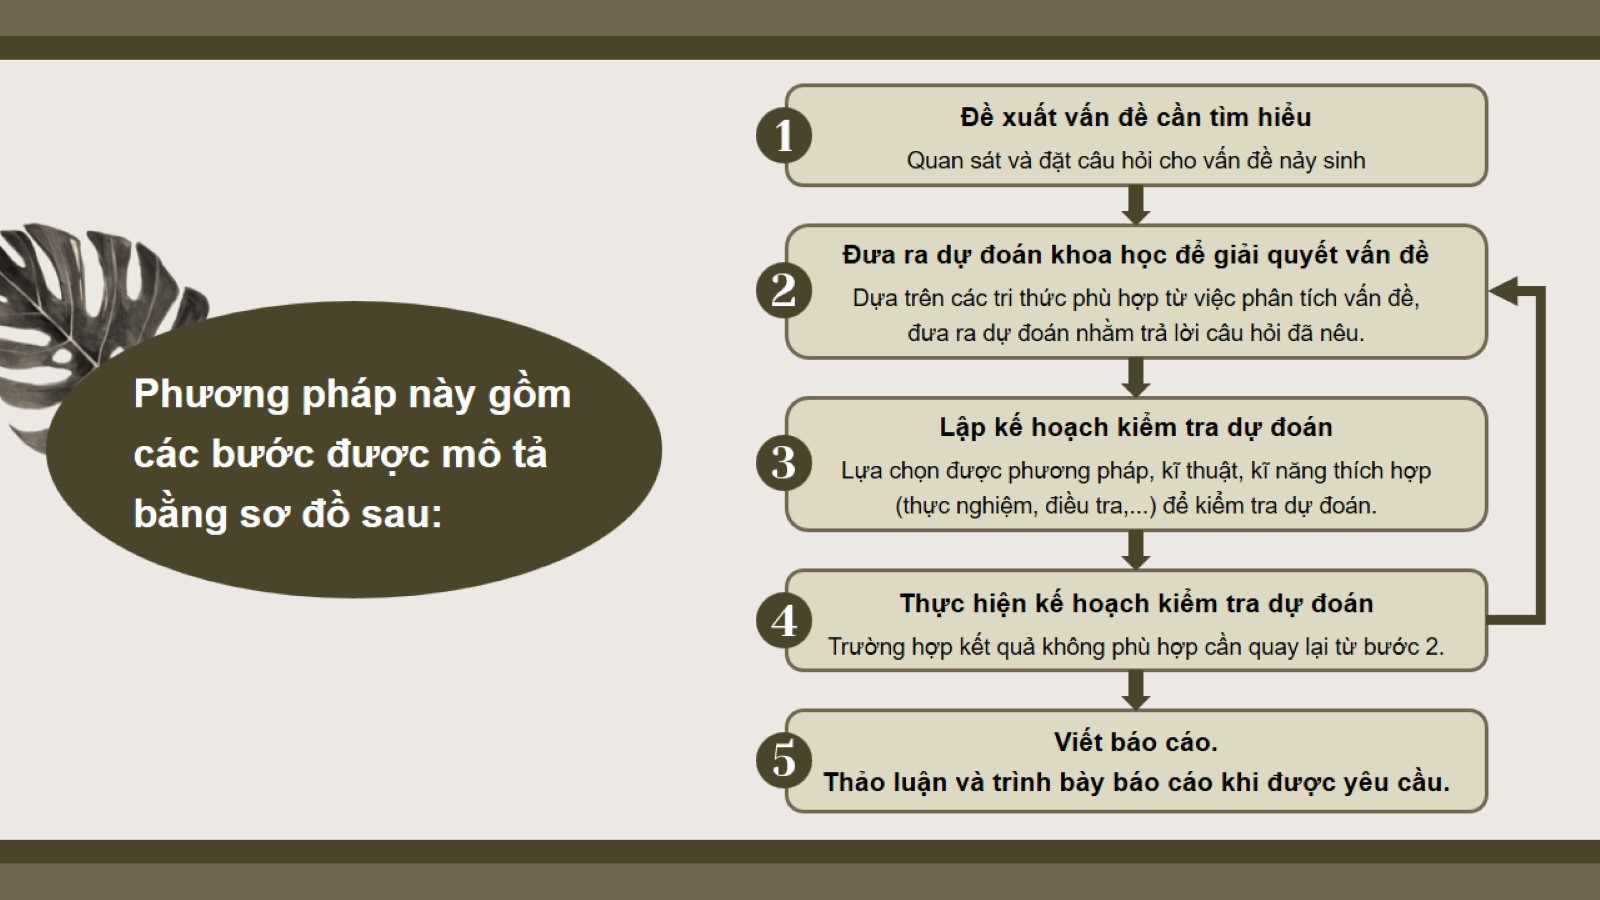 Phương pháp này gồm
các bước được mô tả
bằng sơ đồ sau:
1
Đề xuất vấn đề cần tìm hiểu
Quan sát và đặt câu hỏi cho vấn đề nảy sinh
2
Đưa ra dự đoán khoa học để giải quyết vấn đề
Dựa trên các tri thức phù hợp từ việc phân tích vấn đề,
đưa ra dự đoán nhằm trả lời câu hỏi đã nêu.
3
Lập kế hoạch kiểm tra dự đoán
Lựa chọn được phương pháp, kĩ thuật, kĩ năng thích hợp
(thực nghiệm, điều tra,...) để kiểm tra dự đoán.
4
Thực hiện kế hoạch kiểm tra dự đoán
Trường hợp kết quả không phù hợp cần quay lại từ bước 2.
5
Viết báo cáo.
Thảo luận và trình bày báo cáo khi được yêu cầu.